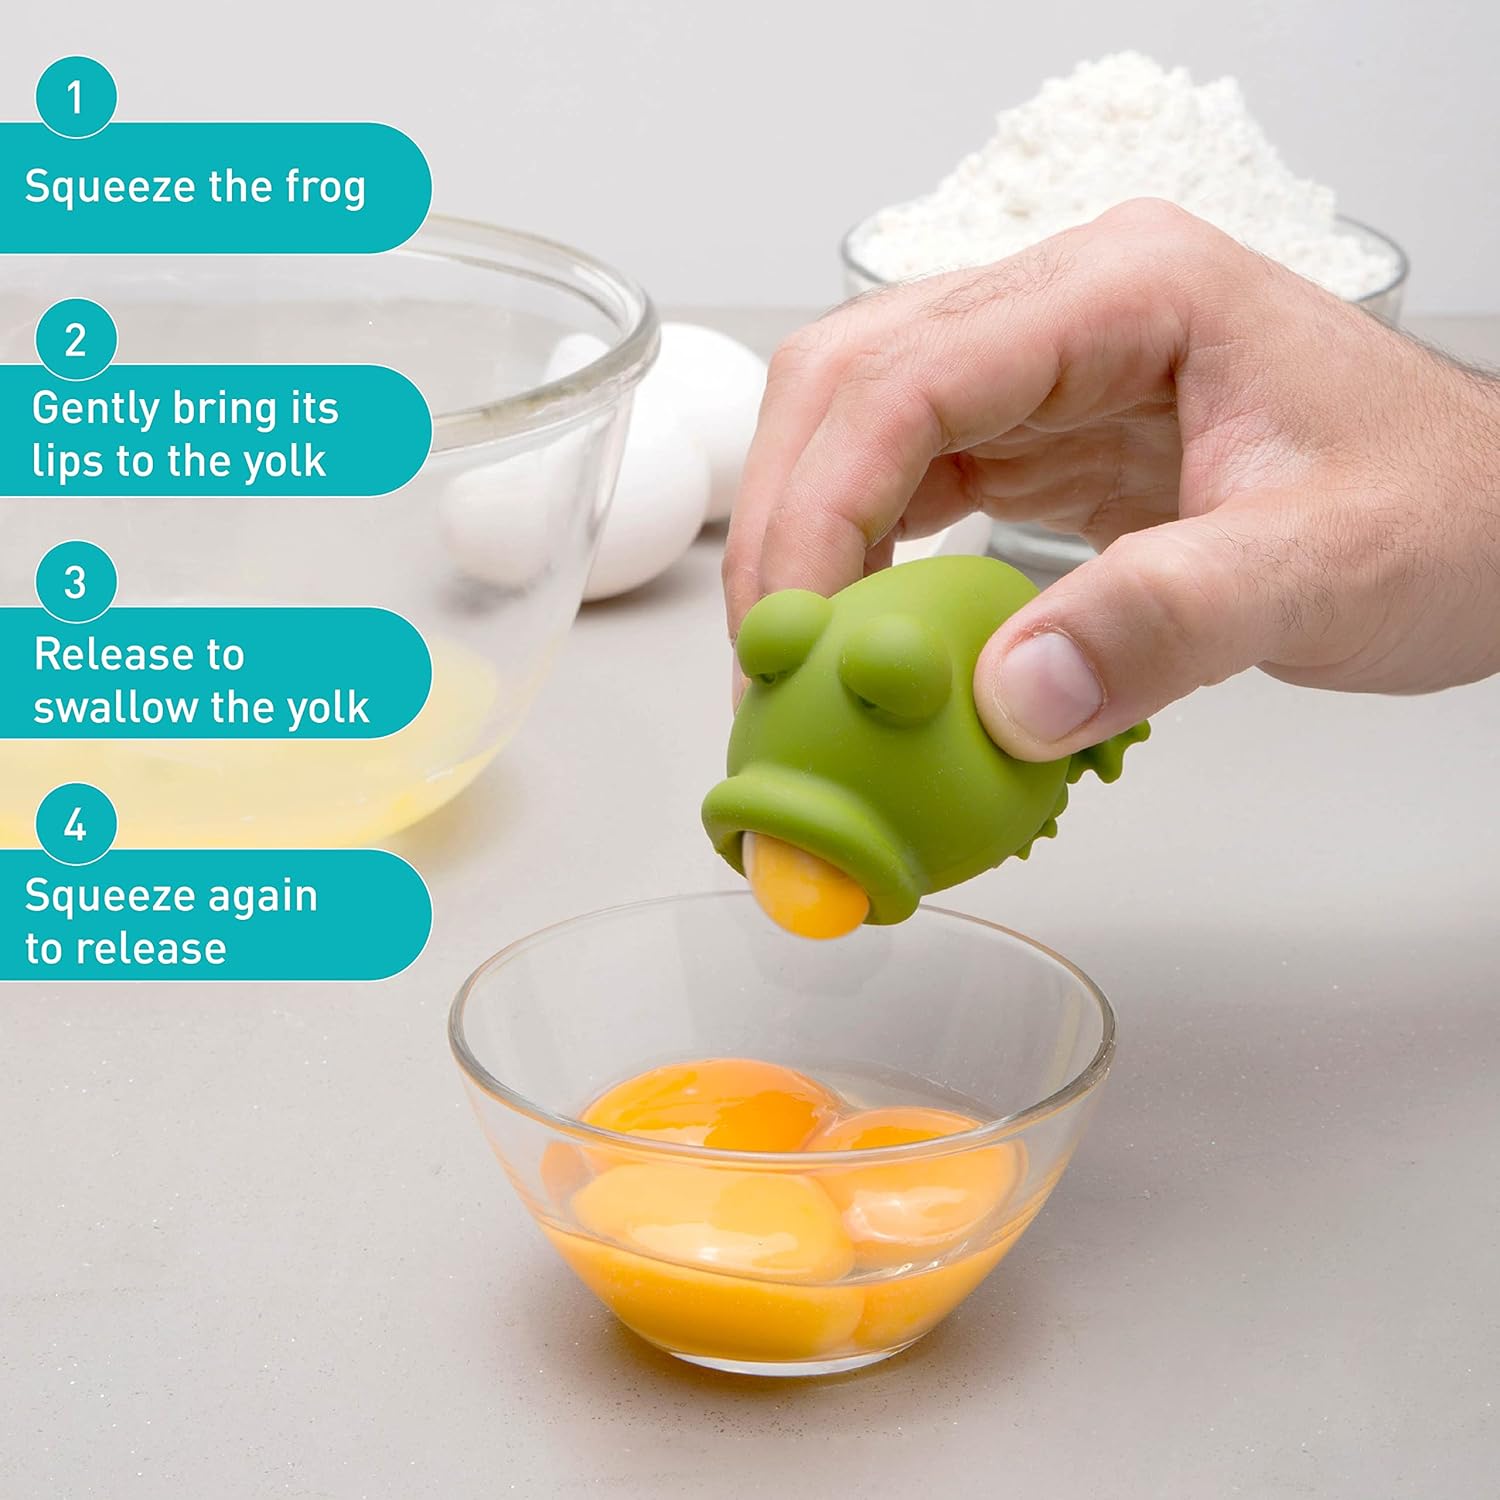 1
Squeeze the frog
2
Gently bring its
lips to the yolk
3
Release to
swallow the yolk
4
Squeeze again
to release